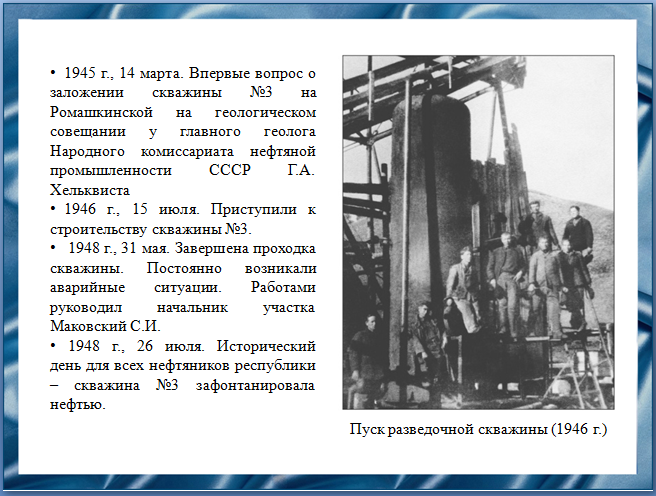 • 1945 г., 14 марта. Впервые вопрос о
заложении скважины №3 на
Ромашкинской на геологическом
совещании у главного геолога
Народного комиссариата нефтяной
промышленности СССР Г.А.
Хельквиста
• 1946 г., 15 июля. Приступили к
строительству скважины №3.
• 1948 г., 31 мая. Завершена проходка
скважины. Постоянно возникали
аварийные ситуации. Работами
руководил начальник участка
Маковский С.И.
• 1948 г., 26 июля. Исторический
день для всех нефтяников республики
– скважина №3 зафонтанировала
нефтью.
Пуск разведочной скважины (1946 г.)